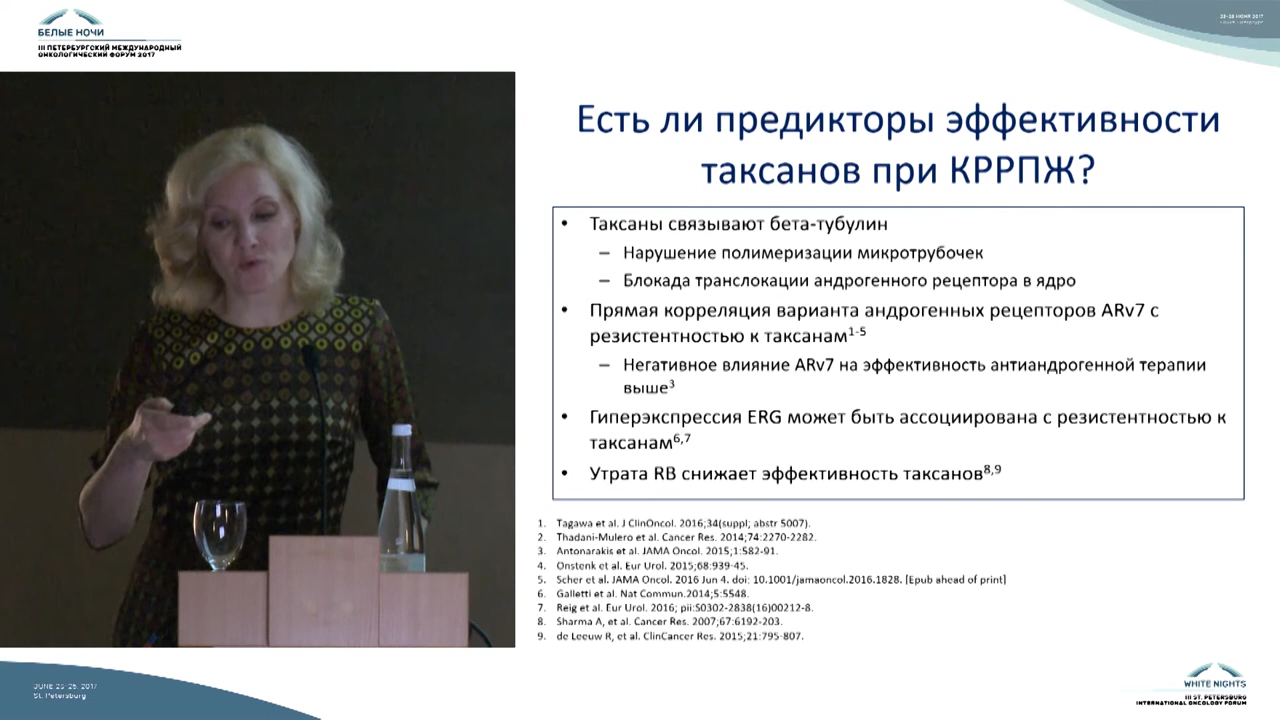 БЕЛЫЕ НОЧИ
III ПЕТЕРБУРГСКИЙ МЕЖДУНАРОДНЫЙ
ОНКОЛОГИЧЕСКИЙ ФОРУМ 2017
Есть ли предикторы эффективности
таксанов при КРРПЖ?
• Таксаны связывают бета-тубулин
– Нарушение полимеризации микротрубочек
– Блокада транслокации андрогенного рецептора в ядро
• Прямая корреляция варианта андрогенных рецепторов ARv7 с
резистентностью к таксанам1-5
– Негативное влияние ARv7 на эффективность антиандрогенной терапии
выше3
• Гиперэкспрессия ERG может быть ассоциирована с резистентностью к
таксанам6,7
• Утрата RB снижает эффективность таксанов8,9
1. Tagawa et al. J ClinOncol. 2016;34(suppl; abstr 5007).
2. Thadani-Mulero et al. Cancer Res. 2014;74:2270-2282.
3. Antonarakis et al. JAMA Oncol. 2015;1:582-91.
4. Onstenk et al. Eur Urol. 2015;68:939-45.
5. Scher et al. JAMA Oncol. 2016 Jun 4. doi: 10.1001/jamaoncol.2016.1828. [Epub ahead of print]
6. Galletti et al. Nat Commun.2014;5:5548.
7. Reig et al. Eur Urol. 2016; pii:S0302-2838(16)00212-8.
8. Sharma A, et al. Cancer Res. 2007;67:6192-203.
9. de Leeuw R, et al. ClinCancer Res. 2015;21:795-807.
JUNE 23-26, 2017
St. Petersburg
WHITE NIGHTS
III ST. PETERSBURG
INTERNATIONAL ONCOLOGY FORUM